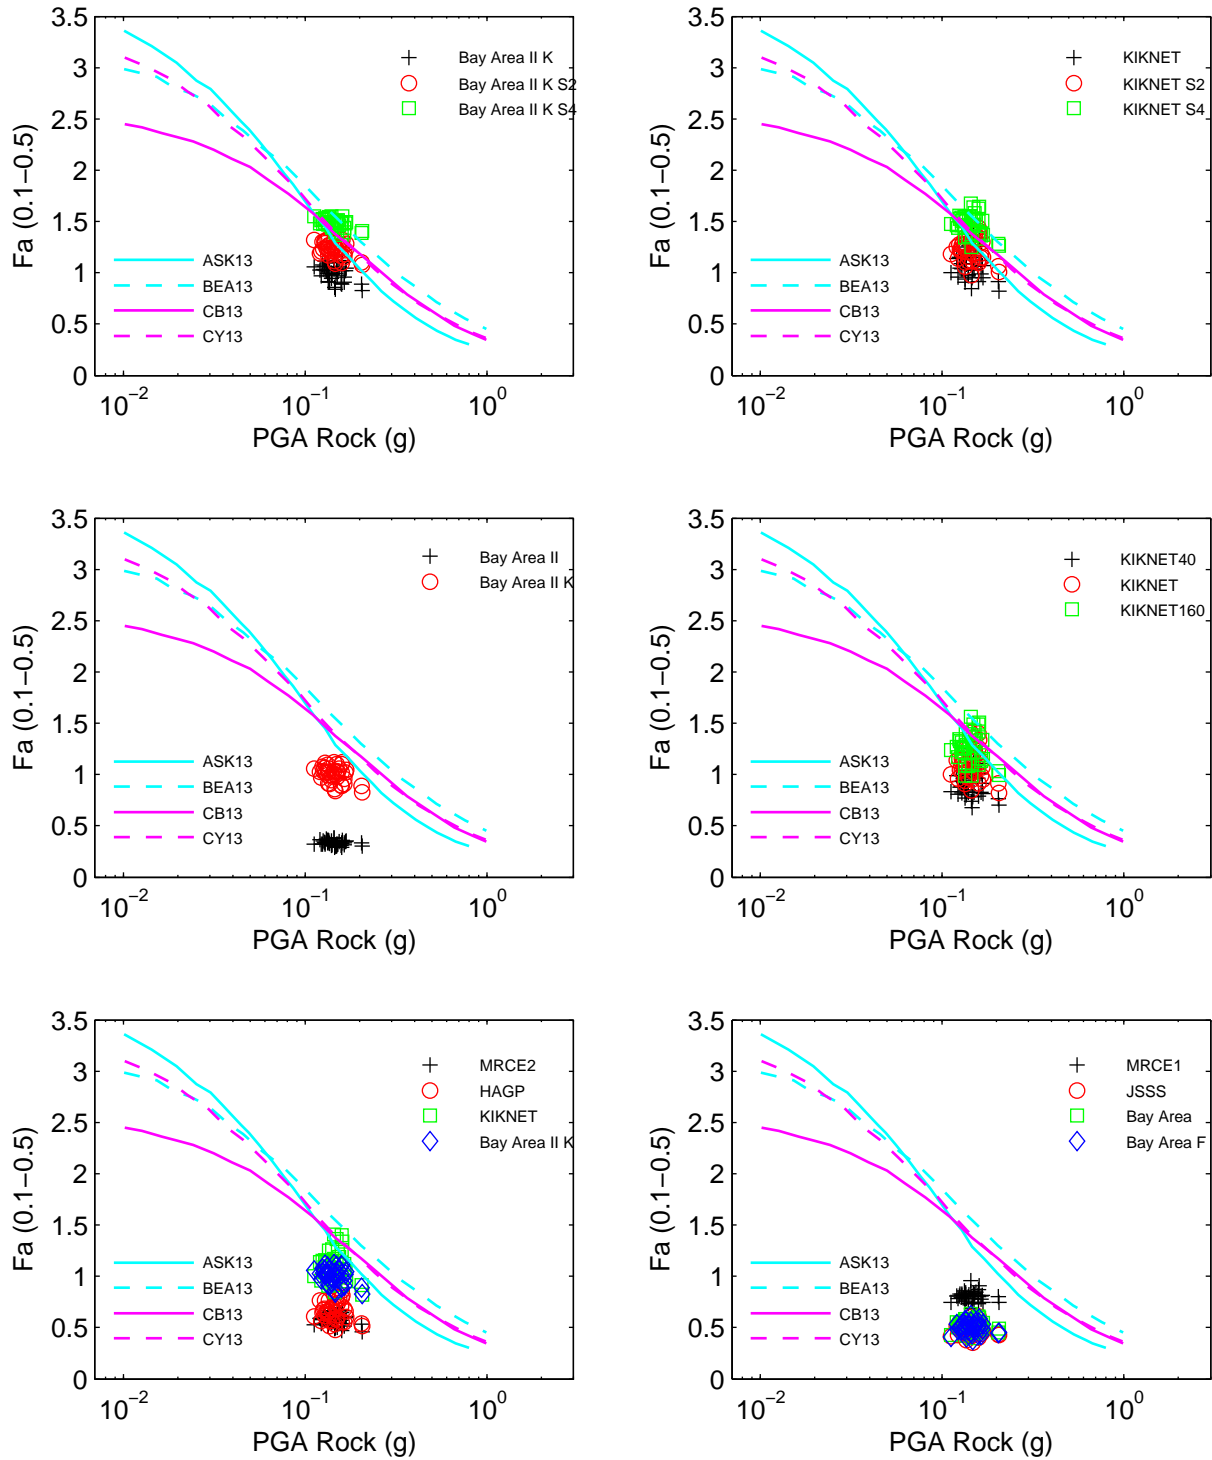 3.5
3
2.5
2
1.5
1
0.5
0
Fa (0.1−0.5)
Bay Area II K
Bay Area II K S2
Bay Area II K S4
ASK13
BEA13
CB13
CY13
10−2 10−1 100
PGA Rock (g)
3.5
3
2.5
2
1.5
1
0.5
0
Fa (0.1−0.5)
KIKNET
KIKNET S2
KIKNET S4
ASK13
BEA13
CB13
CY13
10−2 10−1 100
PGA Rock (g)
3.5
3
2.5
2
1.5
1
0.5
0
Fa (0.1−0.5)
Bay Area II
Bay Area II K
ASK13
BEA13
CB13
CY13
10−2 10−1 100
PGA Rock (g)
3.5
3
2.5
2
1.5
1
0.5
0
Fa (0.1−0.5)
KIKNET40
KIKNET
KIKNET160
ASK13
BEA13
CB13
CY13
10−2 10−1 100
PGA Rock (g)
3.5
3
2.5
2
1.5
1
0.5
0
Fa (0.1−0.5)
MRCE2
HAGP
KIKNET
Bay Area II K
ASK13
BEA13
CB13
CY13
10−2 10−1 100
PGA Rock (g)
3.5
3
2.5
2
1.5
1
0.5
0
Fa (0.1−0.5)
MRCE1
JSSS
Bay Area
Bay Area F
ASK13
BEA13
CB13
CY13
10−2 10−1 100
PGA Rock (g)